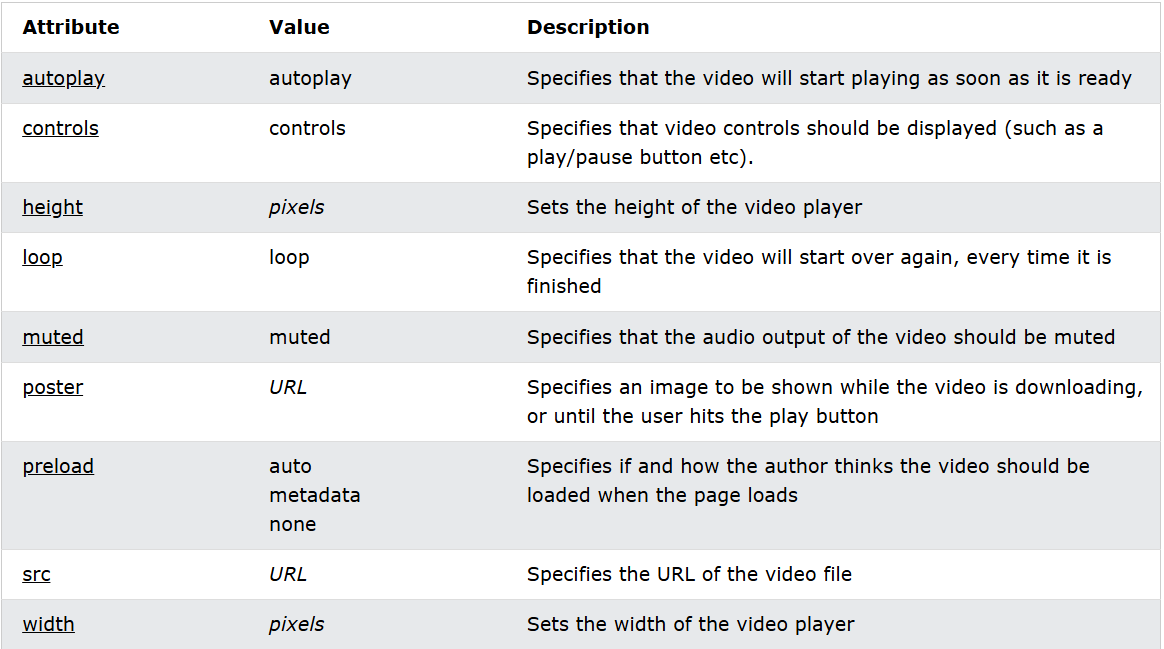 Attribute Value Description
autoplay autoplay Specifies that the video will start playing as soon as it is ready
controls controls Specifies that video controls should be displayed (such as a
play/pause button etc).
height pixels Sets the height of the video player
loop loop Specifies that the video will start over again, every time it is
finished
muted muted Specifies that the audio output of the video should be muted
poster URL Specifies an image to be shown while the video is downloading,
or until the user hits the play button
preload auto Specifies if and how the author thinks the video should be
metadata loaded when the page loads
none
src URL Specifies the URL of the video file
width pixels Sets the width of the video player